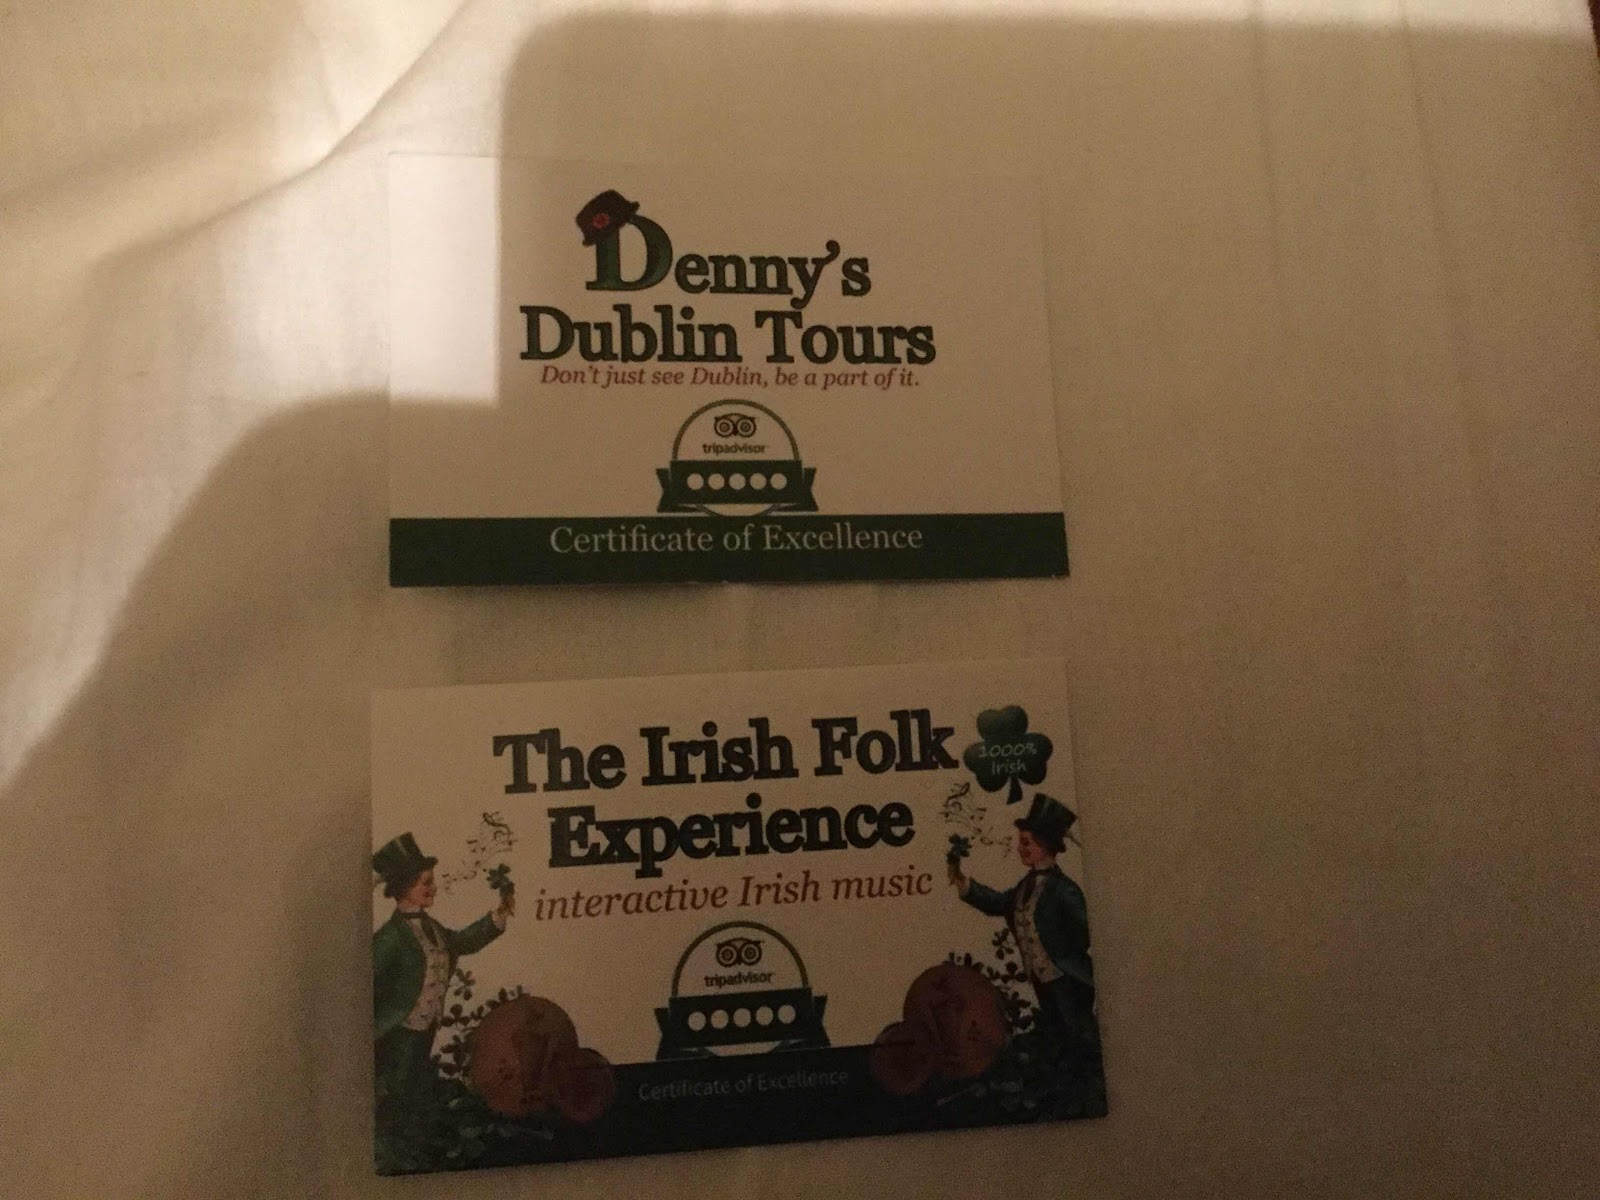 Denny's
Dublin Tours
Don't just see Dublin, be a part of it.
tripadvisor
Certificate of Excellence
The Irish Folk
Experience
1000%
Irish
interactive Irish music
tripadvisor
Certificate of Excellence